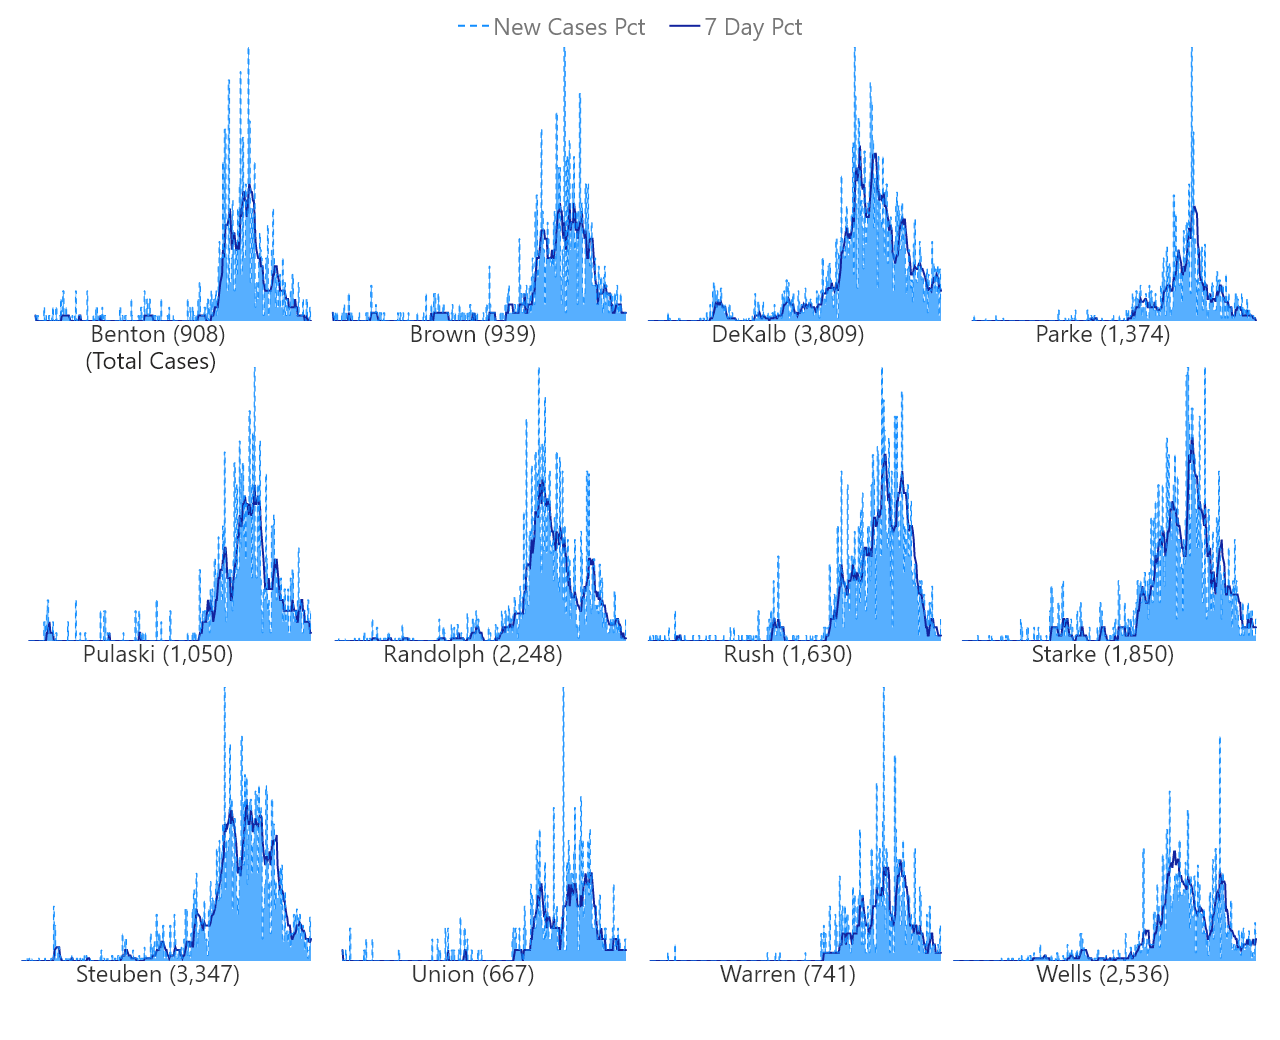 New Cases Pct 7 Day Pct
Benton (908) Brown (939) DeKalb (3,809) Parke (1,374)
(Total Cases)
Pulaski (1,050) Randolph (2,248) Rush (1,630) Starke (1,850)
Steuben (3,347) Union (667) Warren (741) Wells (2,536)